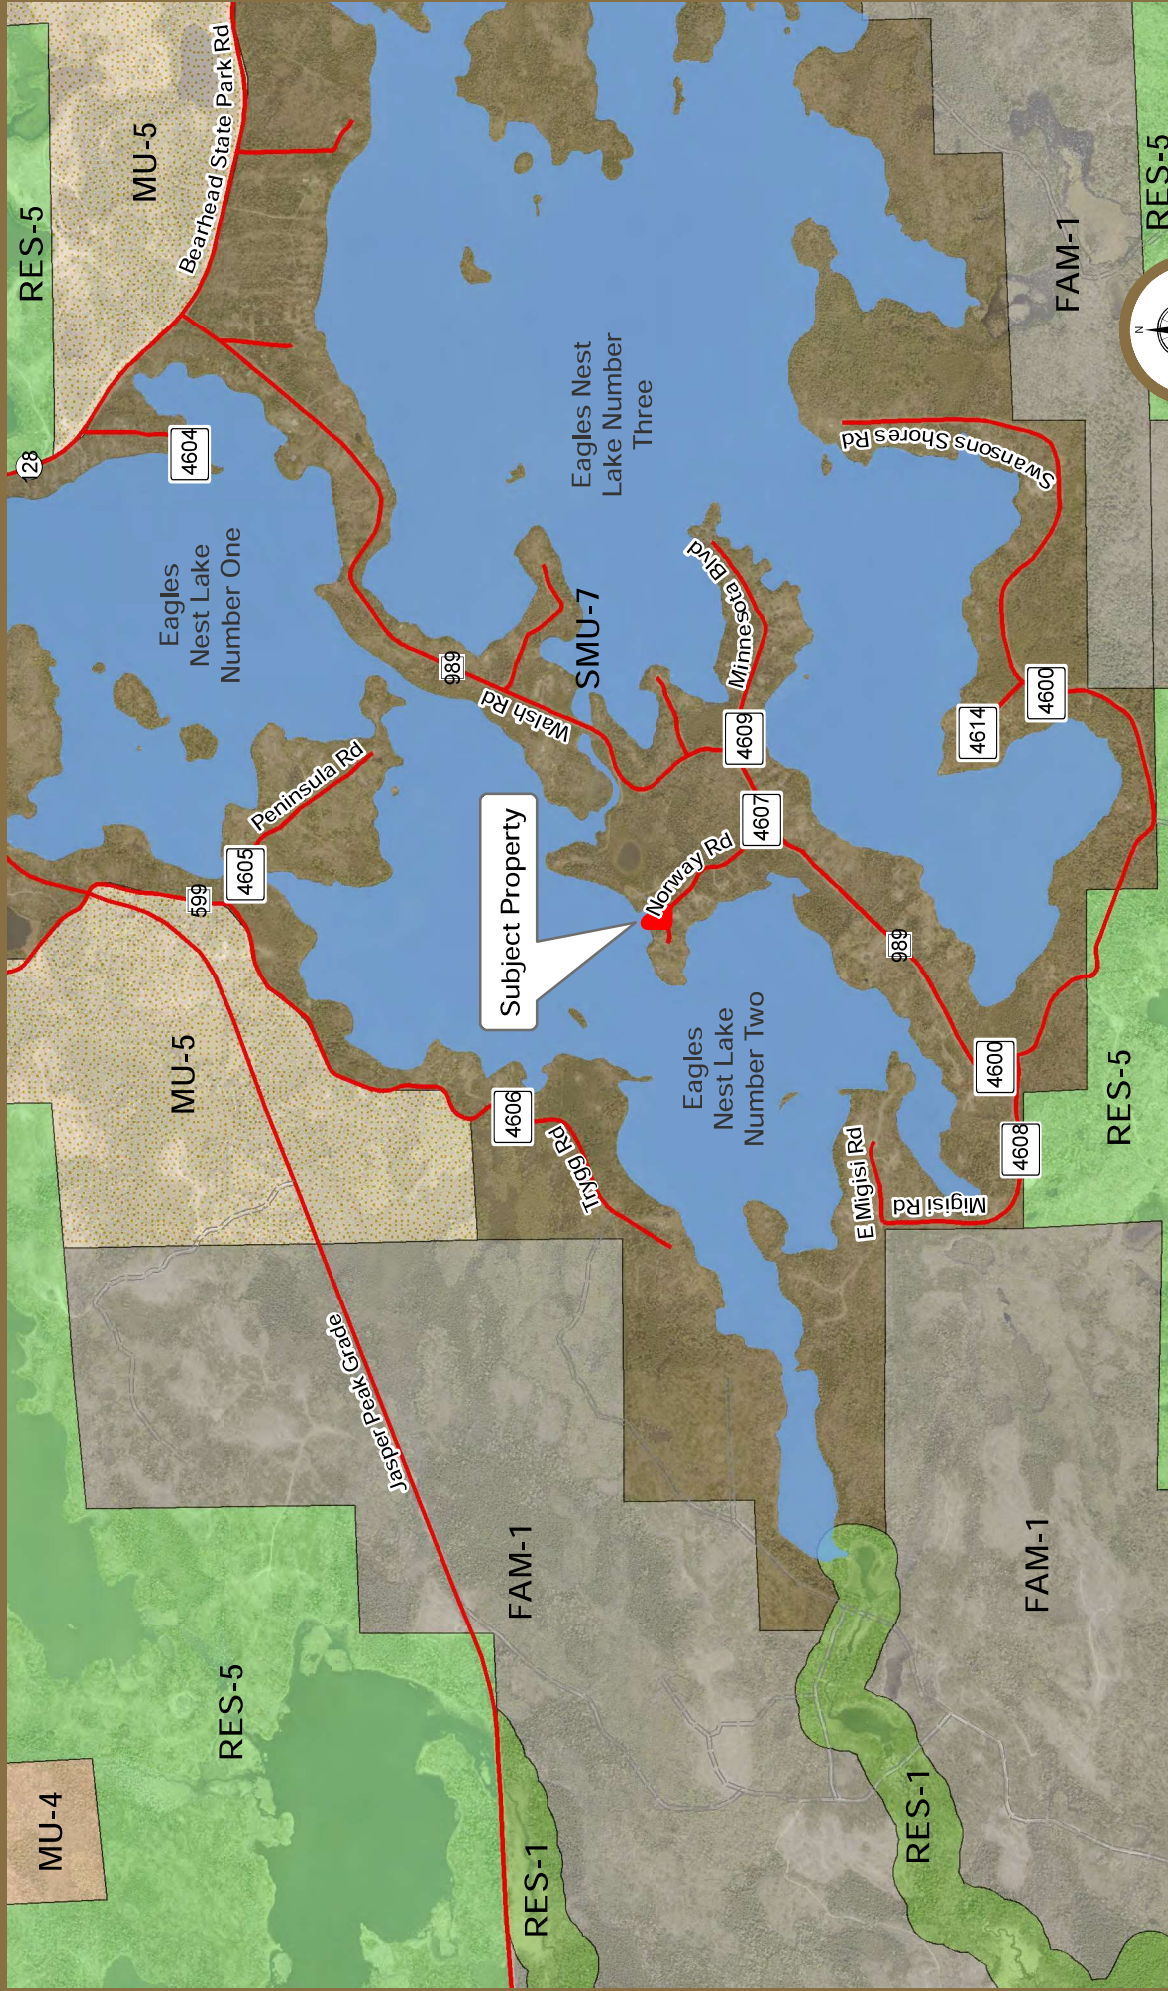 MU-4
RES-5
RES-1
Jasper Peak Grade
FAM-1
RES-1
FAM-1
MU-5
599
4605
Peninsula Rd
4606
Trygg Rd
Subject Property
Norway Rd
4607
4609
Minnesota Blvd
Eagles
Nest Lake
Number Two
E Migisi Rd
Migisi Rd
4608
4600
989
RES-5
Eagles
Nest Lake
Number One
989
Walsh Rd
SMU-7
4614
4600
Swansons Shores Rd
Eagles Nest
Lake Number
Three
128
4604
RES-5
MU-5
Bearhead State Park Rd
FAM-1
RES-5
N